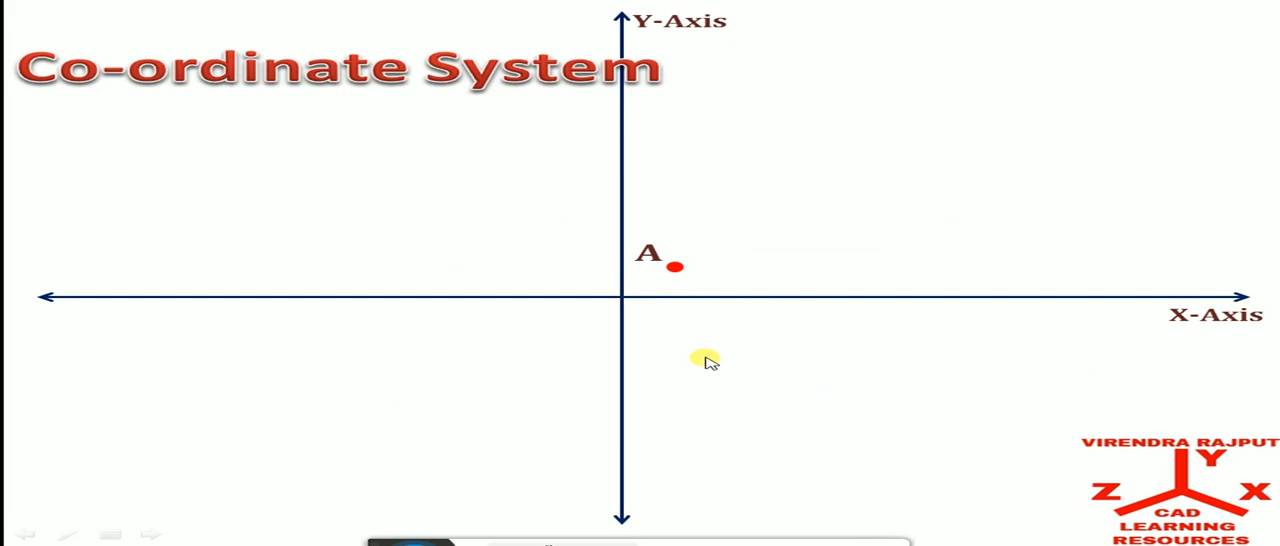 Y-Axis
Co-ordinate System
A
X-Axis
VIRENDRA RAJPUT
Y
Z X
CAD
LEARNING
RESOURCES